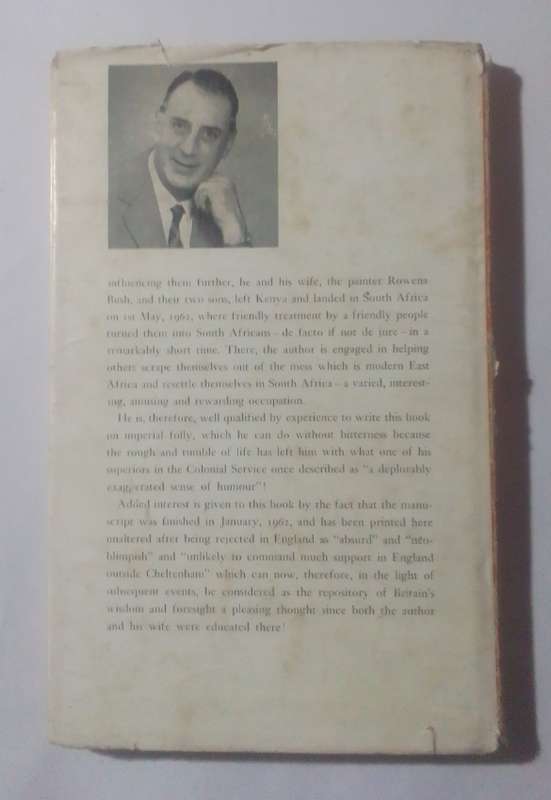 influencing them further, he and his wife, the painter Rowena
Bush, and their two sons, left Kenya and landed in South Africa
on 1st May, 1962, where friendly treatment by a friendly people
turned them into South Africans – de facto if not de jure – in a
remarkably short time. There, the author is engaged in helping
others scrape themselves out of the mess which is modern East
Africa and resettle themselves in South Africa – a varied, interest-
ing, amusing and rewarding occupation.
He is, therefore, well qualified by experience to write this book
on imperial folly, which he can do without bitterness because
the rough and tumble of life has left him with what one of his
superiors in the Colonial Service once described as “a deplorably
exaggerated sense of humour”!
Added interest is given to this book by the fact that the manu-
script was finished in January, 1962, and has been printed here
unaltered after being rejected in England as “absurd” and “neo-
blimpish” and “unlikely to command much support in England
outside Cheltenham” which can now, therefore, in the light of
subsequent events, be considered as the repository of Britain's
wisdom and foresight a pleasing thought since both the author
and his wife were educated there!